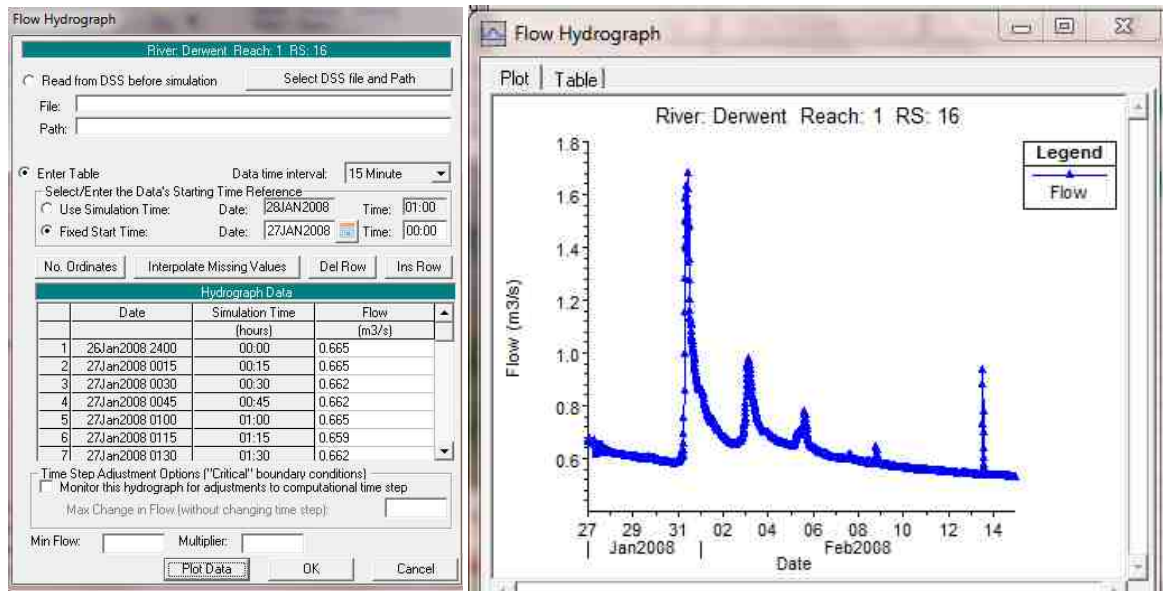 Flow Hydrograph
River: Derwent Reach: 1 RS: 16
Read from DSS before simulation
Select DSS file and Path
File:
Path:
Enter Table
Data time interval: 15 Minute
Select/Enter the Data's Starting Time Reference
Use Simulation Time: Date: 28JAN2008 Time: 01:00
Fixed Start Time: Date: 27JAN2008 Time: 00:00
No. Ordinates Interpolate Missing Values Del Row Ins Row
Hydrograph Data
Date Simulation Time Flow
(hours) (m3/s)
1 26Jan2008 2400 00:00 0.665
2 27Jan2008 0015 00:15 0.665
3 27Jan2008 0030 00:30 0.662
4 27Jan2008 0045 00:45 0.662
5 27Jan2008 0100 01:00 0.665
6 27Jan2008 0115 01:15 0.659
7 27Jan2008 0130 01:30 0.662
Time Step Adjustment Options ("Critical" boundary conditions)
Monitor this hydrograph for adjustments to computational time step
Max Change in Flow (without changing time step):
Min Flow: Multiplier:
Plot Data OK Cancel
Flow Hydrograph
Plot Table
River: Derwent Reach: 1 RS: 16
Legend
Flow
1.8
1.6
1.4
1.2
1.0
0.8
0.6
Flow (m3/s)
27 29 31 02 04 06 08 10 12 14
Jan2008 Feb2008
Date